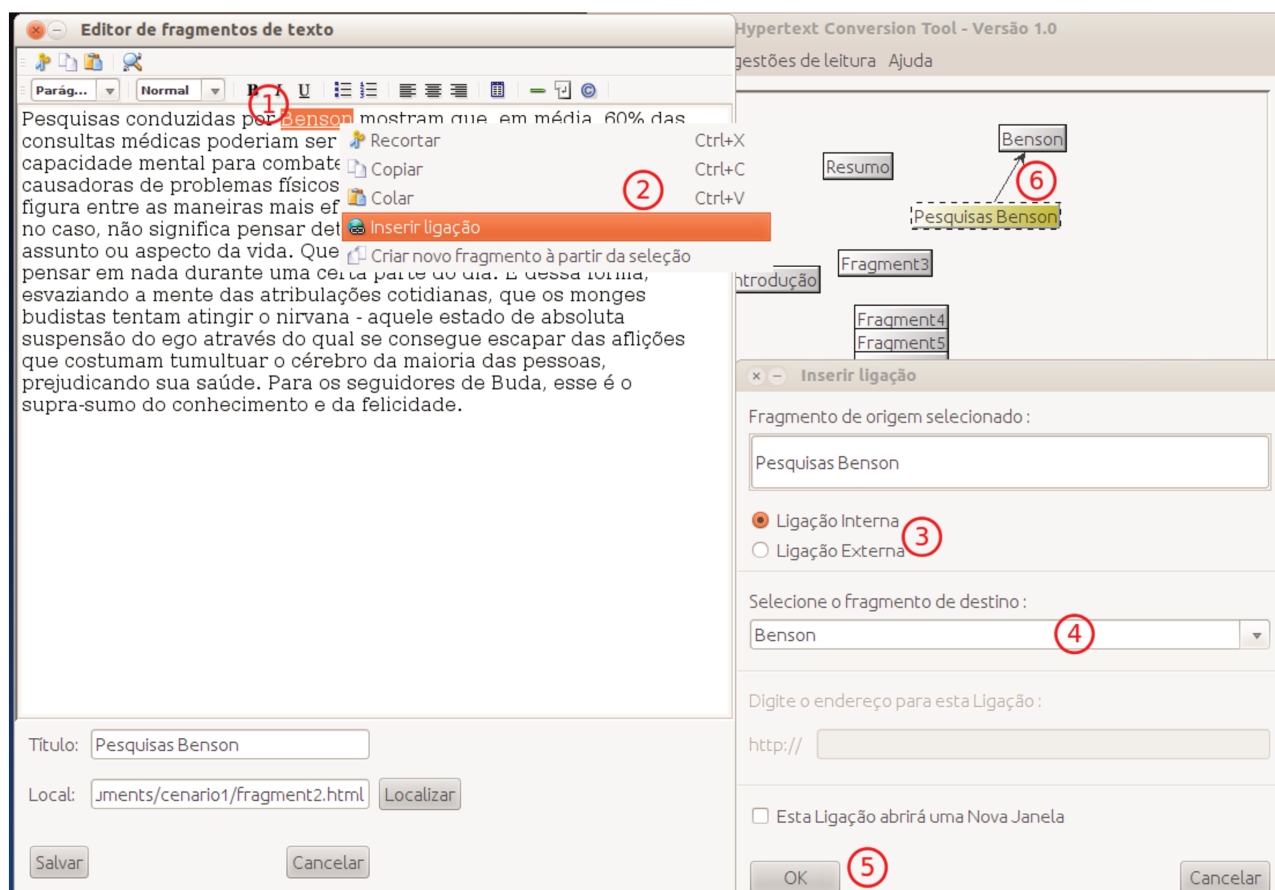 Editor de fragmentos de texto
Parág...
Normal
B I U
1
Pesquisas conduzidas por Benson mostram que, em média, 60% das
consultas médicas poderiam ser
capacidade mental para combate
causadoras de problemas físicos
figura entre as maneiras mais ef
no caso, não significa pensar det
assunto ou aspecto da vida. Que
pensar em nada durante uma certa parte do dia. É dessa forma,
esvaziando a mente das atribulações cotidianas, que os monges
budistas tentam atingir o nirvana - aquele estado de absoluta
suspensão do ego através do qual se consegue escapar das aflições
que costumam tumultuar o cérebro da maioria das pessoas,
prejudicando sua saúde. Para os seguidores de Buda, esse é o
supra-sumo do conhecimento e da felicidade.
Recortar Ctrl+X
Copiar Ctrl+C
Colar Ctrl+V
2
Inserir ligação
Criar novo fragmento à partir da seleção
Título: Pesquisas Benson
Local: uments/cenario1/fragment2.html Localizar
Salvar Cancelar
Hypertext Conversion Tool - Versão 1.0
gestões de leitura Ajuda
Benson
Resumo
6
Pesquisas Benson
Fragment3
ntrodução
Fragment4
Fragment5
Inserir ligação
Fragmento de origem selecionado :
Pesquisas Benson
Ligação Interna
3
Ligação Externa
Selecione o fragmento de destino :
Benson
4
Digite o endereço para esta Ligação :
http://
Esta Ligação abrirá uma Nova Janela
OK
5
Cancelar